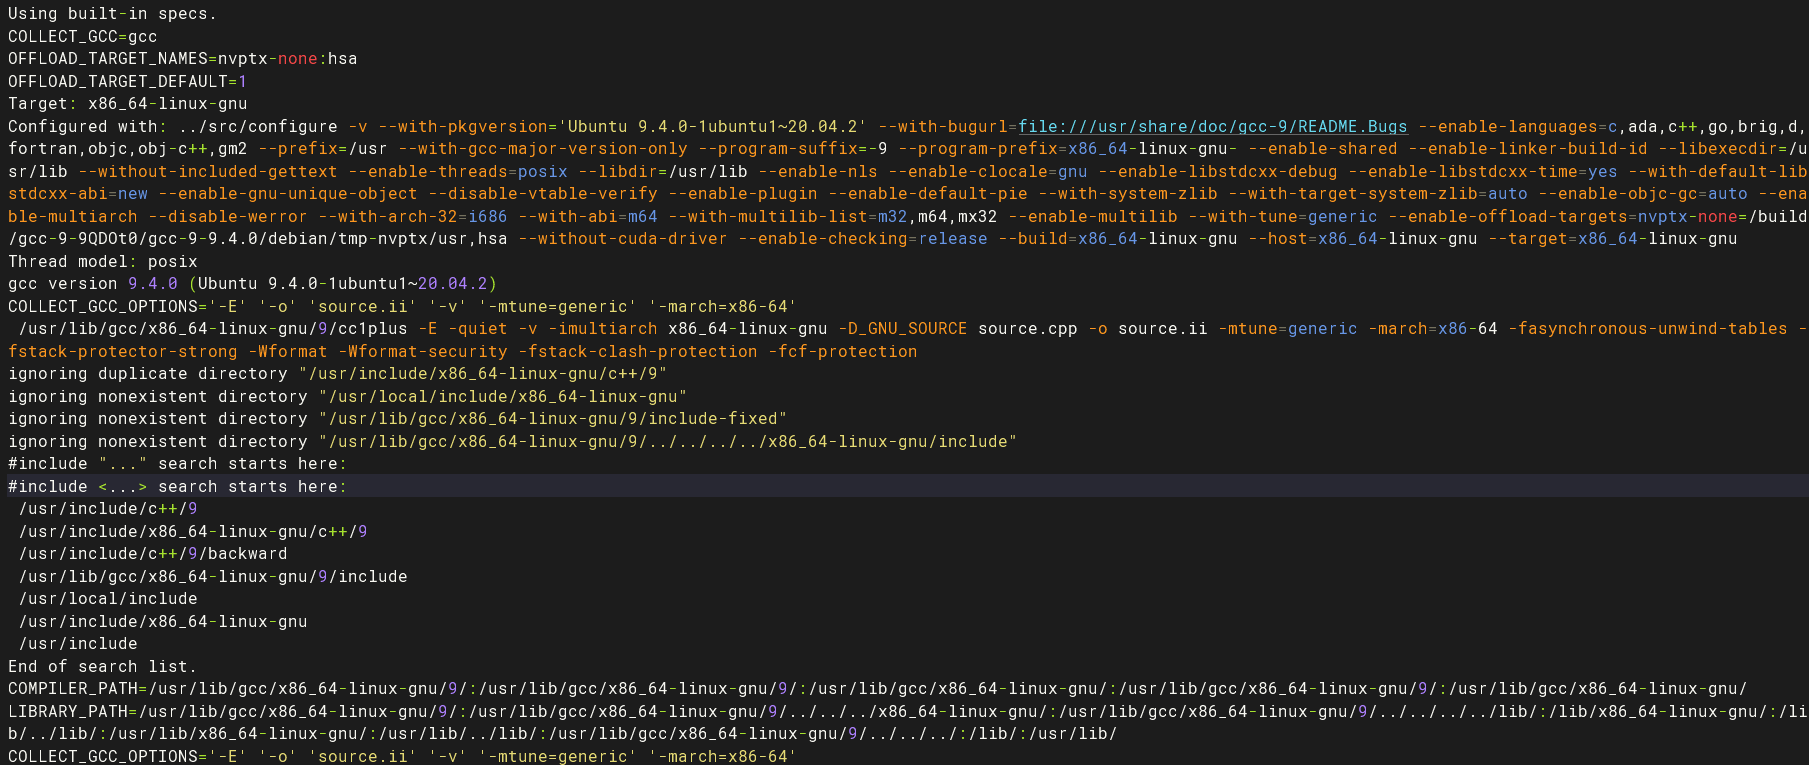 Using built-in specs.
COLLECT_GCC=gcc
OFFLOAD_TARGET_NAMES=nvptx-none:hsa
OFFLOAD_TARGET_DEFAULT=1
Target: x86_64-linux-gnu
Configured with: ../src/configure -v --with-pkgversion='Ubuntu 9.4.0-1ubuntu1~20.04.2' --with-bugurl=file:///usr/share/doc/gcc-9/README.Bugs --enable-languages=c,ada,c++,go,brig,d,
fortran,objc,obj-c++,gm2 --prefix=/usr --with-gcc-major-version-only --program-suffix=-9 --program-prefix=x86_64-linux-gnu- --enable-shared --enable-linker-build-id --libexecdir=/u
sr/lib --without-included-gettext --enable-threads=posix --libdir=/usr/lib --enable-nls --enable-clocale=gnu --enable-libstdcxx-debug --enable-libstdcxx-time=yes --with-default-lib
stdcxx-abi=new --enable-gnu-unique-object --disable-vtable-verify --enable-plugin --enable-default-pie --with-system-zlib --with-target-system-zlib=auto --enable-objc-gc=auto --ena
ble-multiarch --disable-werror --with-arch-32=i686 --with-abi=m64 --with-multilib-list=m32,m64,mx32 --enable-multilib --with-tune=generic --enable-offload-targets=nvptx-none=/build
/gcc-9-9QDOt0/gcc-9-9.4.0/debian/tmp-nvptx/usr,hsa --without-cuda-driver --enable-checking=release --build=x86_64-linux-gnu --host=x86_64-linux-gnu --target=x86_64-linux-gnu
Thread model: posix
gcc version 9.4.0 (Ubuntu 9.4.0-1ubuntu1~20.04.2)
COLLECT_GCC_OPTIONS='-E' '-o' 'source.ii' '-v' '-mtune=generic' '-march=x86-64'
 /usr/lib/gcc/x86_64-linux-gnu/9/cc1plus -E -quiet -v -imultiarch x86_64-linux-gnu -D_GNU_SOURCE source.cpp -o source.ii -mtune=generic -march=x86-64 -fasynchronous-unwind-tables -
fstack-protector-strong -Wformat -Wformat-security -fstack-clash-protection -fcf-protection
ignoring duplicate directory "/usr/include/x86_64-linux-gnu/c++/9"
ignoring nonexistent directory "/usr/local/include/x86_64-linux-gnu"
ignoring nonexistent directory "/usr/lib/gcc/x86_64-linux-gnu/9/include-fixed"
ignoring nonexistent directory "/usr/lib/gcc/x86_64-linux-gnu/9/../../../../x86_64-linux-gnu/include"
#include "..." search starts here:
#include <...> search starts here:
 /usr/include/c++/9
 /usr/include/x86_64-linux-gnu/c++/9
 /usr/include/c++/9/backward
 /usr/lib/gcc/x86_64-linux-gnu/9/include
 /usr/local/include
 /usr/include/x86_64-linux-gnu
 /usr/include
End of search list.
COMPILER_PATH=/usr/lib/gcc/x86_64-linux-gnu/9/:/usr/lib/gcc/x86_64-linux-gnu/9/:/usr/lib/gcc/x86_64-linux-gnu/:/usr/lib/gcc/x86_64-linux-gnu/9/:/usr/lib/gcc/x86_64-linux-gnu/
LIBRARY_PATH=/usr/lib/gcc/x86_64-linux-gnu/9/:/usr/lib/gcc/x86_64-linux-gnu/9/../../../x86_64-linux-gnu/:/usr/lib/gcc/x86_64-linux-gnu/9/../../../../lib/:/lib/x86_64-linux-gnu/:/li
b/../lib/:/usr/lib/x86_64-linux-gnu/:/usr/lib/../lib/:/usr/lib/gcc/x86_64-linux-gnu/9/../../../:/lib/:/usr/lib/
COLLECT_GCC_OPTIONS='-E' '-o' 'source.ii' '-v' '-mtune=generic' '-march=x86-64'